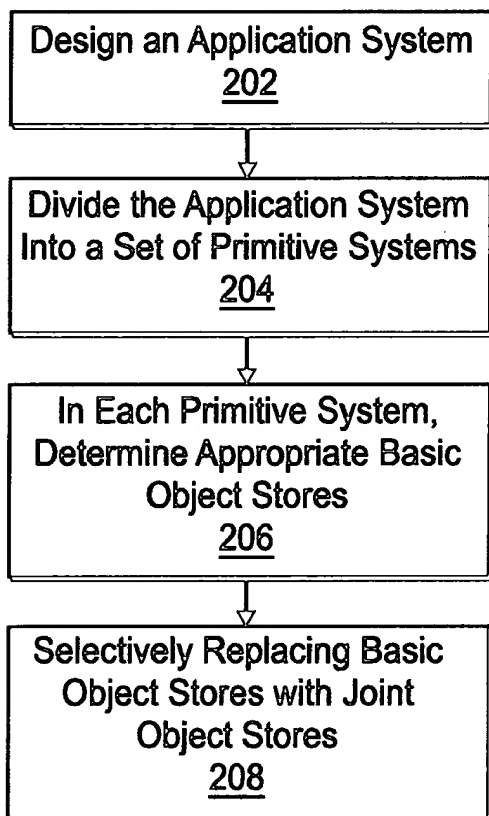 Design an Application System
202
Divide the Application System
Into a Set of Primitive Systems
204
In Each Primitive System,
Determine Appropriate Basic
Object Stores
206
Selectively Replacing Basic
Object Stores with Joint
Object Stores
208